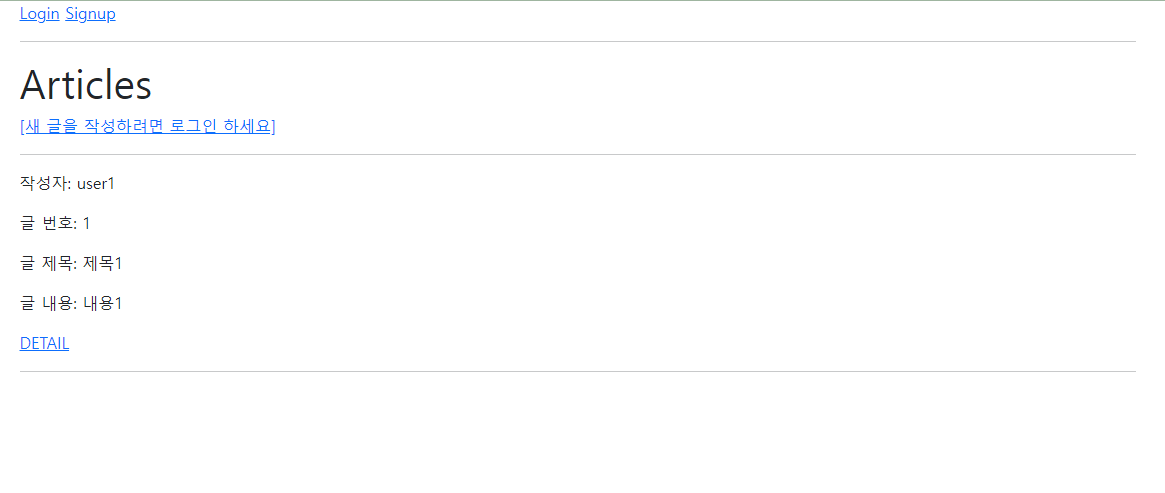 Login Signup
Articles
[새 글을 작성하려면 로그인 하세요]
작성자: user1
글 번호: 1
글 제목: 제목1
글 내용: 내용1
DETAIL